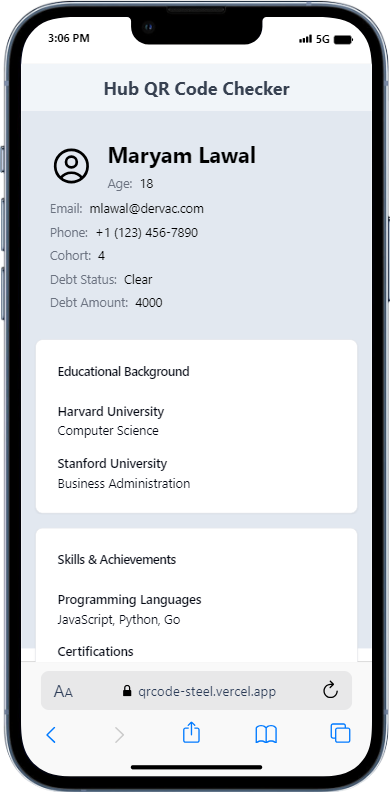 3:06 PM 5G
Hub QR Code Checker
Maryam Lawal
Age: 18
Email: mlawal@dervac.com
Phone: +1 (123) 456-7890
Cohort: 4
Debt Status: Clear
Debt Amount: 4000
Educational Background
Harvard University
Computer Science
Stanford University
Business Administration
Skills & Achievements
Programming Languages
JavaScript, Python, Go
Certifications
AA qrcode-steel.vercel.app